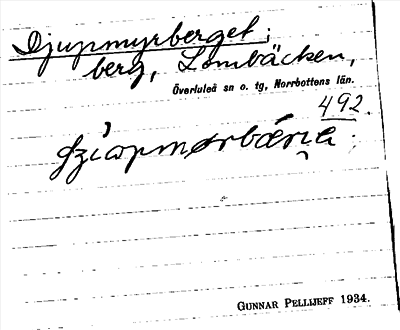 Djupmyrberget;
berg, Lombäcken,
Överluleå sn o. tg, Norrbottens län.
492.
GUNNAR PELLIJEFF 1934.